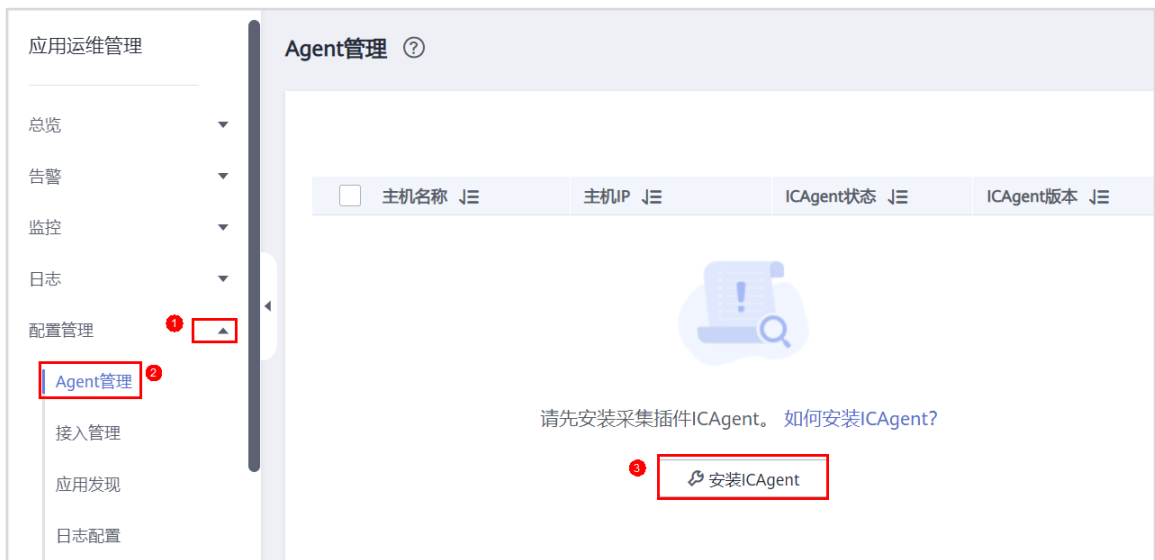 应用运维管理
Agent管理 ?
总览
告警
主机名称 主机IP ICAgent状态 ICAgent版本
监控
日志
配置管理 1
Agent管理 2
请先安装采集插件ICAgent。 如何安装ICAgent?
接入管理
3 安装ICAgent
应用发现
日志配置